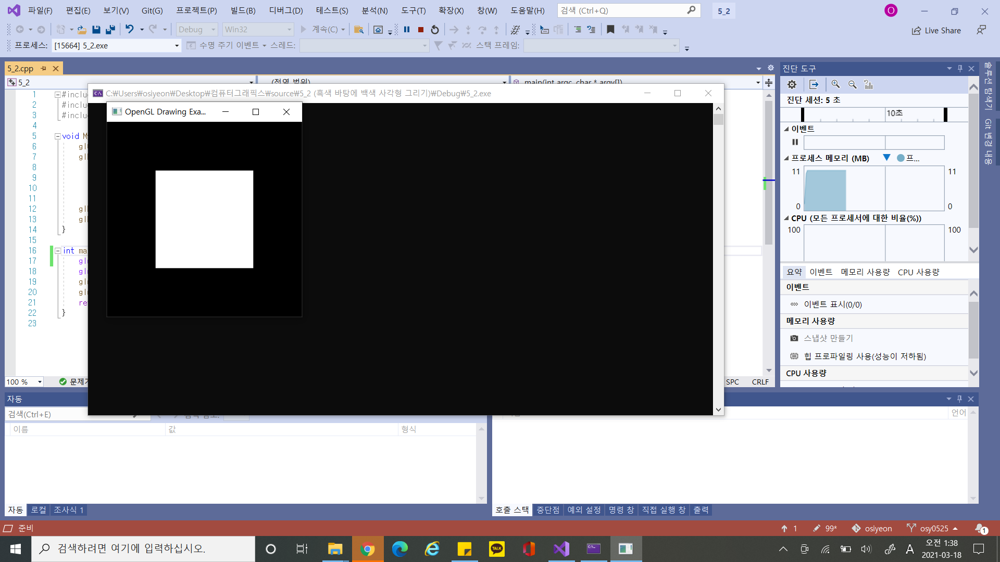 파일(F) 편집(E) 보기(V) Git(G) 프로젝트(P) 빌드(B) 디버그(D) 테스트(S) 분석(N) 도구(T) 확장(X) 창(W) 도움말(H) 검색 (Ctrl+Q) 5_2 O
Debug Win32 계속(C) Live Share
프로세스: [15664] 5_2.exe 수명 주기 이벤트 스레드: 스택 프레임:
5_2.cpp
5_2 (전역 범위) main(int argc, char * argv[])
C:\Users\osiyeon\Desktop\컴퓨터그래픽스\source\5_2 (흑색 바탕에 백색 사각형 그리기)\Debug\5_2.exe
OpenGL Drawing Exa...
1 #inclu
2 #inclu
3 #inclu
4
5 void M
6 gl
7 gl
8
9
10
11
12 gl
13 gl
14 }
15
16 int ma
17 gl
18 gl
19 gl
20 gl
21 re
22 }
23
100 % 문제가 SPC CRLF
진단 도구
진단 세션: 5 초
10초
이벤트
프로세스 메모리 (MB) 프...
11 11
0 0
CPU (모든 프로세서에 대한 비율(%))
100 100
요약 이벤트 메모리 사용량 CPU 사용량
이벤트
이벤트 표시(0/0)
메모리 사용량
스냅샷 만들기
힙 프로파일링 사용(성능이 저하됨)
CPU 사용량
솔루션 탐색기
Git 변경 내용
자동
검색(Ctrl+E)
이름 값 형식
언어
자동 로컬 조사식 1
호출 스택 중단점 예외 설정 명령 창 직접 실행 창 출력
준비 1 99* osiyeon osy0525 1
검색하려면 여기에 입력하십시오.
TALK
A
오전 1:38
2021-03-18